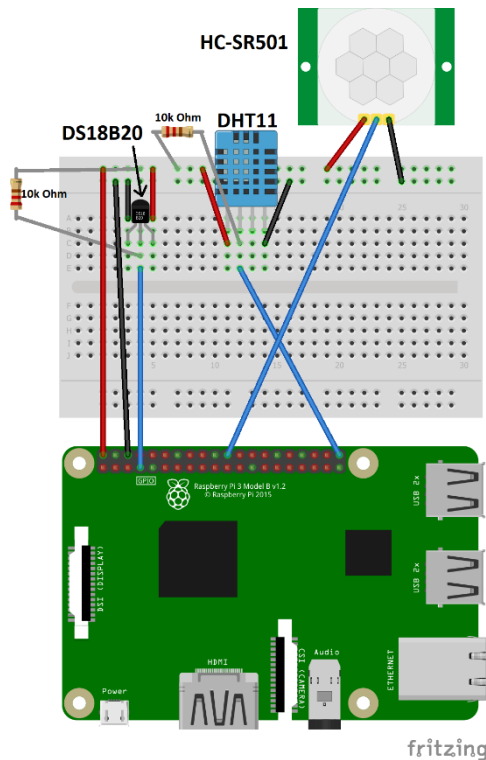 HC-SR501
10k Ohm
DHT11
DS18B20
10k Ohm
25
30
A
C
D
E
F
G
H
I
J
5
10
15
20
25
30
GPIO
Raspberry Pi 3 Model B v1.2
© Raspberry Pi 2015
USB 2x
DSI (DISPLAY)
USB 2x
HDMI
CSI (CAMERA)
Audio
ETHERNET
Power
fritzing